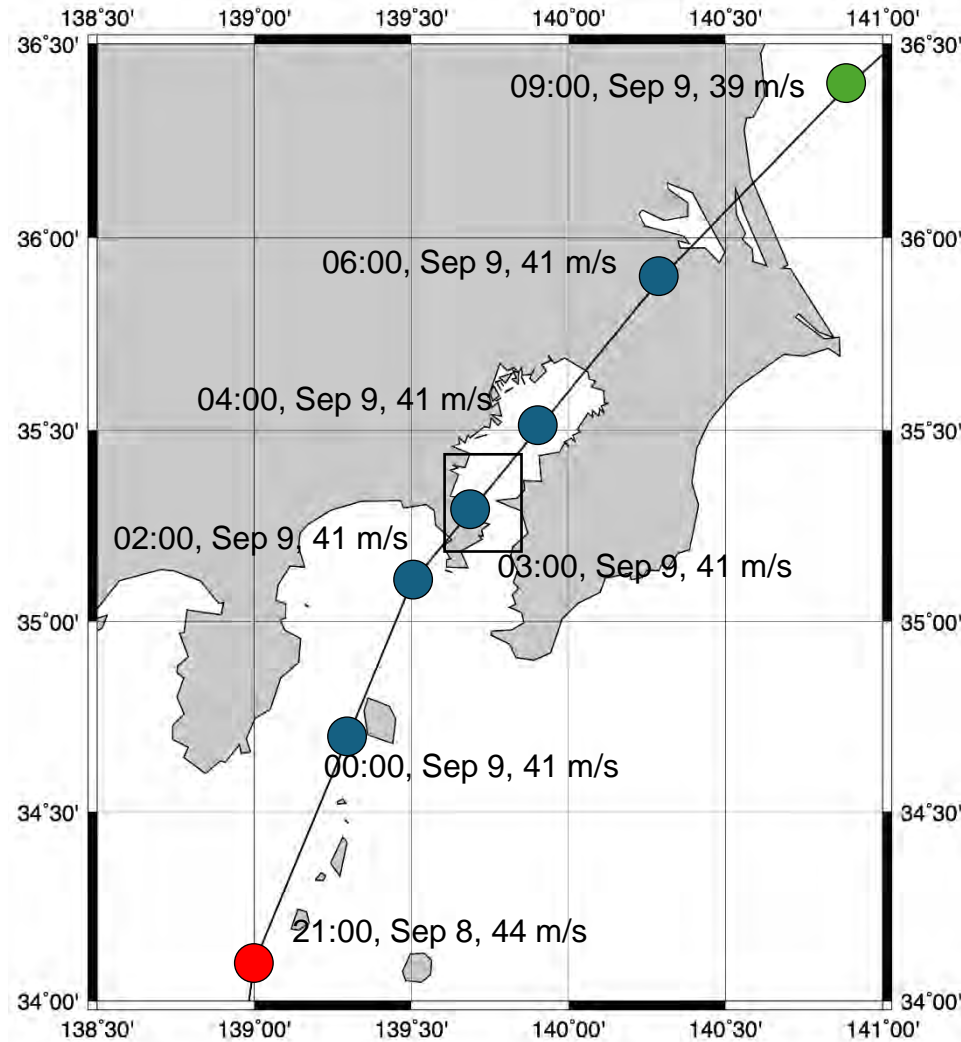 138˚30' 139˚00' 139˚30' 140˚00' 140˚30' 141˚00'
36˚30' 36˚30'
09:00, Sep 9, 39 m/s
36˚00' 36˚00'
06:00, Sep 9, 41 m/s
04:00, Sep 9, 41 m/s
35˚30' 35˚30'
02:00, Sep 9, 41 m/s
03:00, Sep 9, 41 m/s
35˚00' 35˚00'
00:00, Sep 9, 41 m/s
34˚30' 34˚30'
21:00, Sep 8, 44 m/s
34˚00' 34˚00'
138˚30' 139˚00' 139˚30' 140˚00' 140˚30' 141˚00'